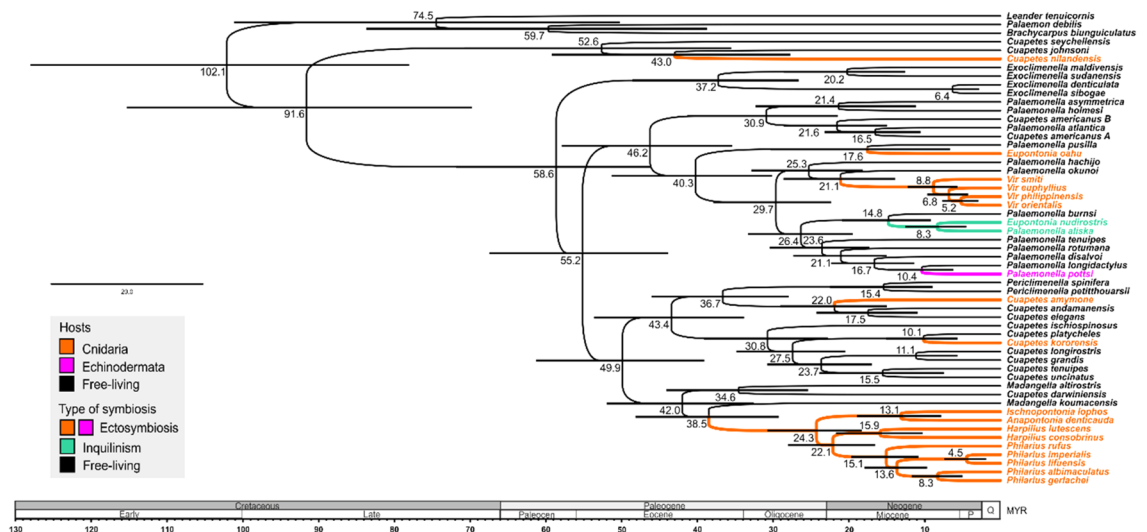 Leander tenuicornis
Palaemon debilis
Brachycarpus biunguiculatus
Cuapetes seychellensis
Cuapetes johnsoni
Cuapetes nilandensis
Exoclimenella maldivensis
Exoclimenella sudanensis
Exoclimenella denticulata
Exoclimenella sibogae
Palaemonella asymmetrica
Palaemonella holmesi
Cuapetes americanus B
Palaemonella atlantica
Cuapetes americanus A
Palaemonella pusilla
Eupontonia oahu
Palaemonella hachijo
Palaemonella okunoi
Vir smiti
Vir euphyllius
Vir philippinensis
Vir orientalis
Palaemonella burnsi
Eupontonia nudirostris
Palaemonella aliska
Palaemonella tenuipes
Palaemonella rotumana
Palaemonella disalvoi
Palaemonella longidactylus
Palaemonella pottsi
Periclimenella spinifera
Periclimenella petitthouarsii
Cuapetes amymone
Cuapetes andamanensis
Cuapetes elegans
Cuapetes ischiospinosus
Cuapetes platycheles
Cuapetes kororensis
Cuapetes longirostris
Cuapetes grandis
Cuapetes tenuipes
Cuapetes uncinatus
Madangella altirostris
Cuapetes darwiniensis
Madangella koumacensis
Ischnopontonia lophos
Anapontonia denticauda
Harpilius lutescens
Harpilius consobrinus
Philarius rufus
Philarius imperialis
Philarius lifuensis
Philarius albimaculatus
Philarius gerlachei
74.5
59.7
102.1
52.6
43.0
91.6
20.2
37.2
6.4
21.4
30.9
21.6
16.5
46.2
17.6
58.6
40.3
25.3
21.1
8.8
6.8
5.2
29.7
14.8
8.3
26.4
23.6
21.1
16.7
10.4
55.2
36.7
15.4
22.0
17.5
43.4
10.1
30.8
11.1
27.5
23.7
15.5
49.9
34.6
42.0
38.5
13.1
24.3
15.9
22.1
4.5
15.1
13.6
8.3
Hosts
Cnidaria
Echinodermata
Free-living
Type of symbiosis
Ectosymbiosis
Inquilinism
Free-living
Cretaceous
Paleogene
Neogene
Q
MYR
Early
Late
Paleocen
Eocene
Oligocene
Miocene
P
130
120
110
100
90
80
70
60
50
40
30
20
10